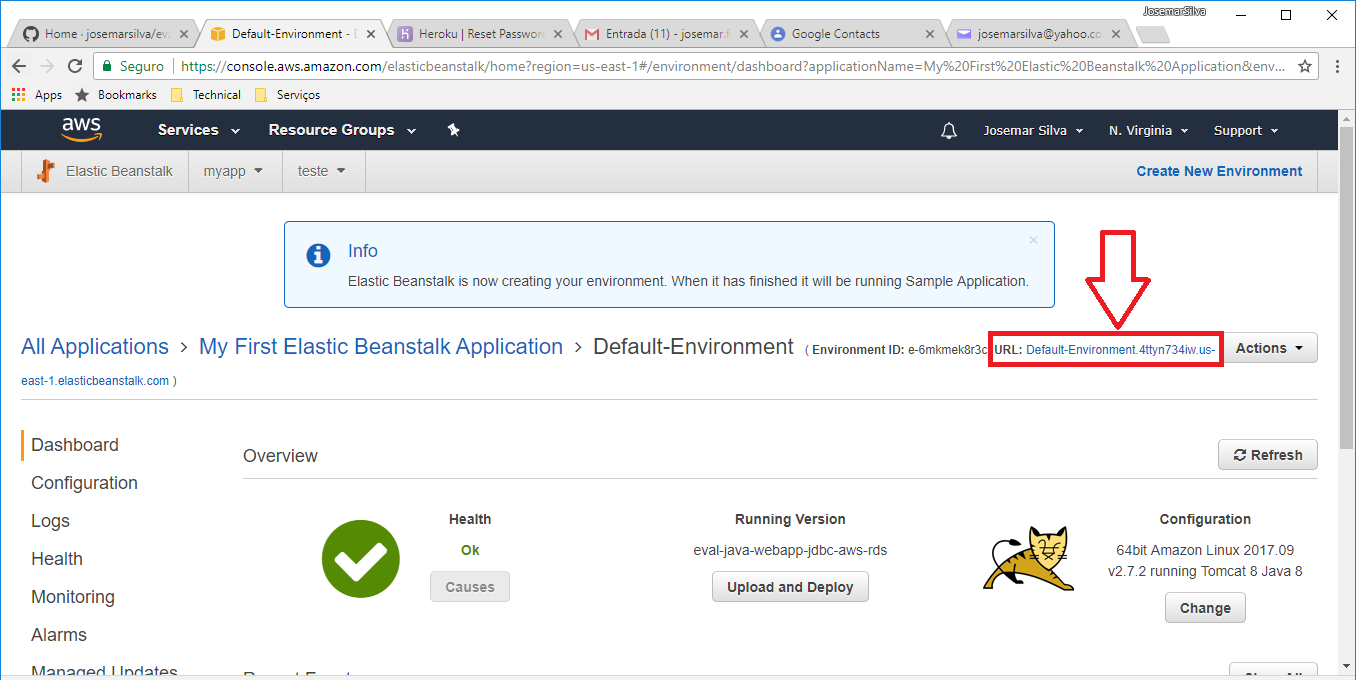 JosemarSilva
Home · josemarsilva/eva
Default-Environment - D
Heroku | Reset Password
Entrada (11) - josemar.f
Google Contacts
josemarsilva@yahoo.co
Seguro
https://console.aws.amazon.com/elasticbeanstalk/home?region=us-east-1#/environment/dashboard?applicationName=My%20First%20Elastic%20Beanstalk%20Application&env...
Apps Bookmarks Technical Serviços
aws Services Resource Groups Josemar Silva N. Virginia Support
Elastic Beanstalk myapp teste Create New Environment
Info
Elastic Beanstalk is now creating your environment. When it has finished it will be running Sample Application.
All Applications > My First Elastic Beanstalk Application > Default-Environment ( Environment ID: e-6mkmek8r3c URL: Default-Environment.4ttyn734iw.us- Actions
east-1.elasticbeanstalk.com )
Dashboard
Configuration
Logs
Health
Monitoring
Alarms
Managed Updates
Overview
Refresh
Health
Ok
Causes
Running Version
eval-java-webapp-jdbc-aws-rds
Upload and Deploy
Configuration
64bit Amazon Linux 2017.09
v2.7.2 running Tomcat 8 Java 8
Change